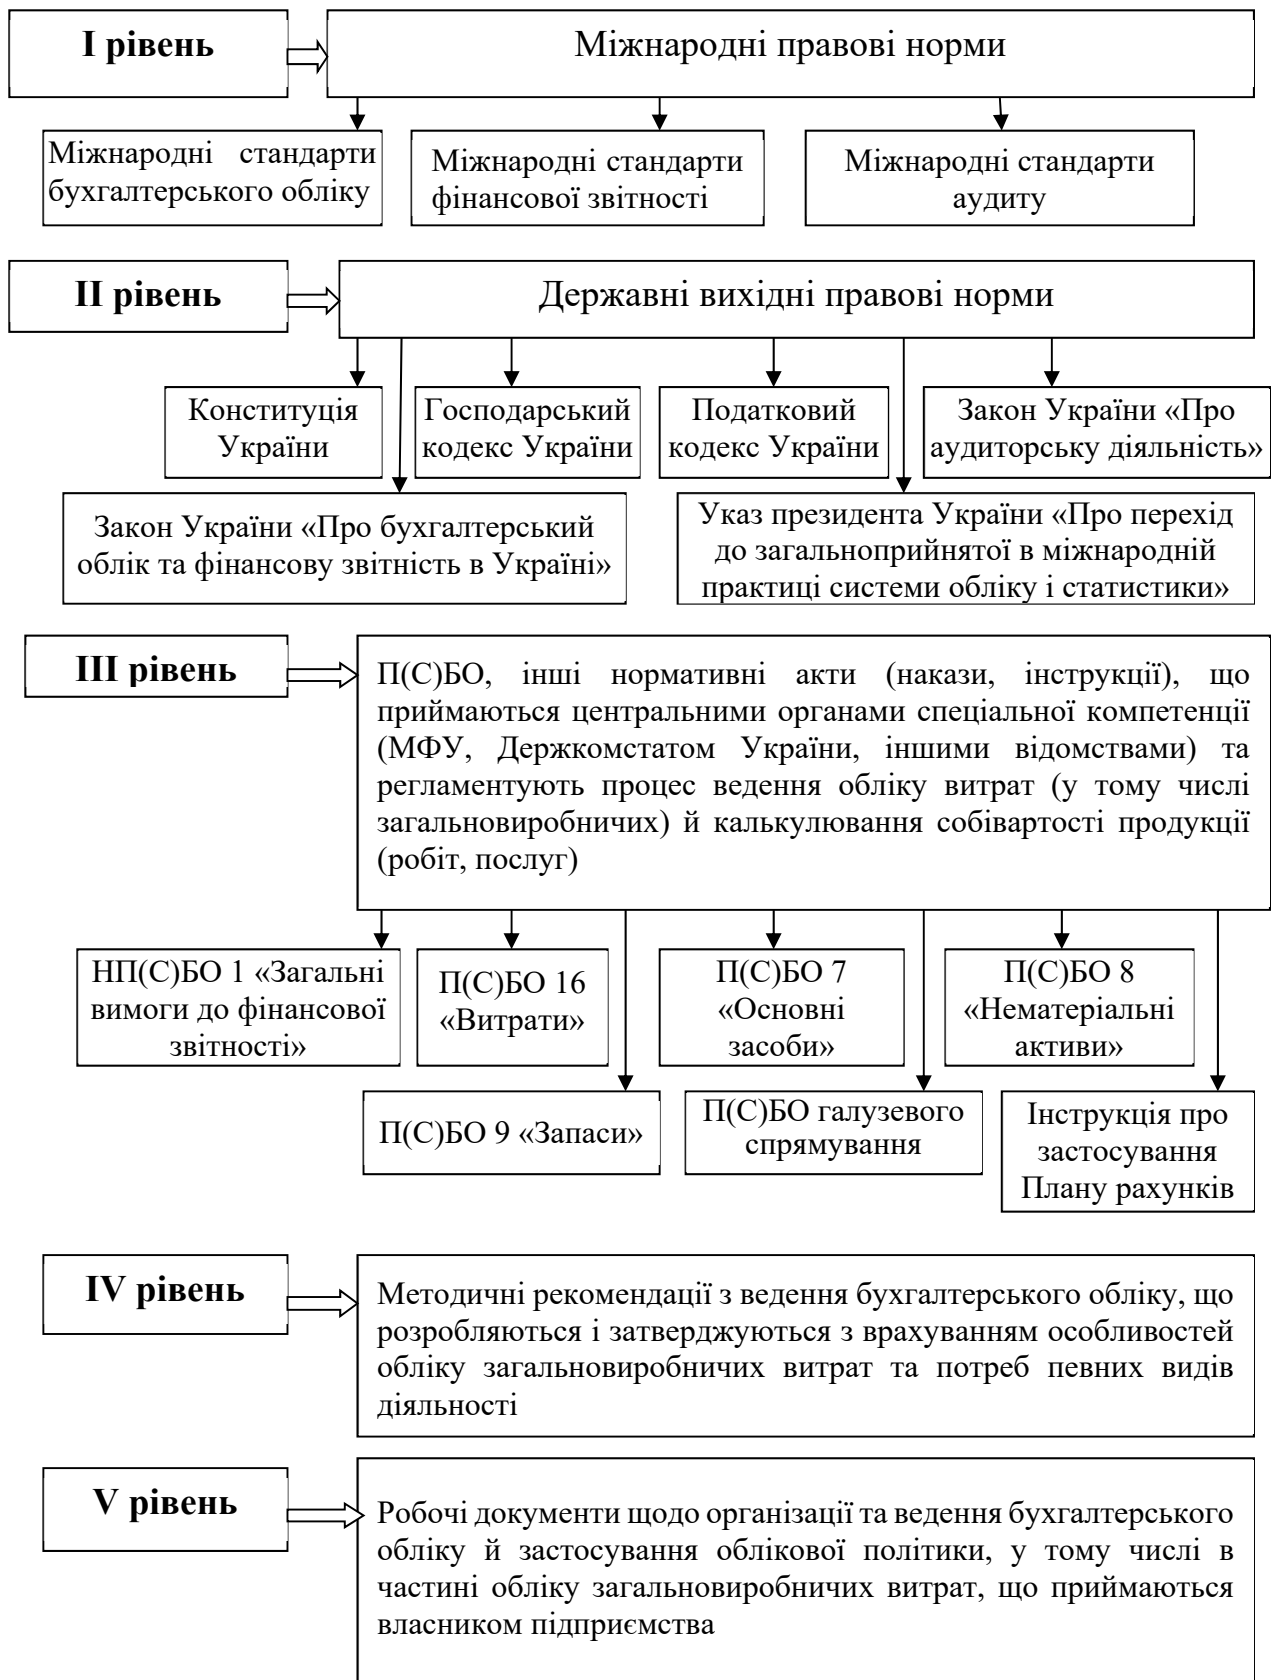 I рівень
Міжнародні правові норми
Міжнародні стандарти
бухгалтерського обліку
Міжнародні стандарти
фінансової звітності
Міжнародні стандарти
аудиту
II рівень
Державні вихідні правові норми
Конституція
України
Господарський
кодекс України
Податковий
кодекс України
Закон України «Про
аудиторську діяльність»
Закон України «Про бухгалтерський
облік та фінансову звітність в Україні»
Указ президента України «Про перехід
до загальноприйнятої в міжнародній
практиці системи обліку і статистики»
III рівень
П(С)БО, інші нормативні акти (накази, інструкції), що
приймаються центральними органами спеціальної компетенції
(МФУ, Держкомстатом України, іншими відомствами) та
регламентують процес ведення обліку витрат (у тому числі
загальновиробничих) й калькулювання собівартості продукції
(робіт, послуг)
НП(С)БО 1 «Загальні
вимоги до фінансової
звітності»
П(С)БО 16
«Витрати»
П(С)БО 7
«Основні
засоби»
П(С)БО 8
«Нематеріальні
активи»
П(С)БО 9 «Запаси»
П(С)БО галузевого
спрямування
Інструкція про
застосування
Плану рахунків
IV рівень
Методичні рекомендації з ведення бухгалтерського обліку, що
розробляються і затверджуються з врахуванням особливостей
обліку загальновиробничих витрат та потреб певних видів
діяльності
V рівень
Робочі документи щодо організації та ведення бухгалтерського
обліку й застосування облікової політики, у тому числі в
частині обліку загальновиробничих витрат, що приймаються
власником підприємства